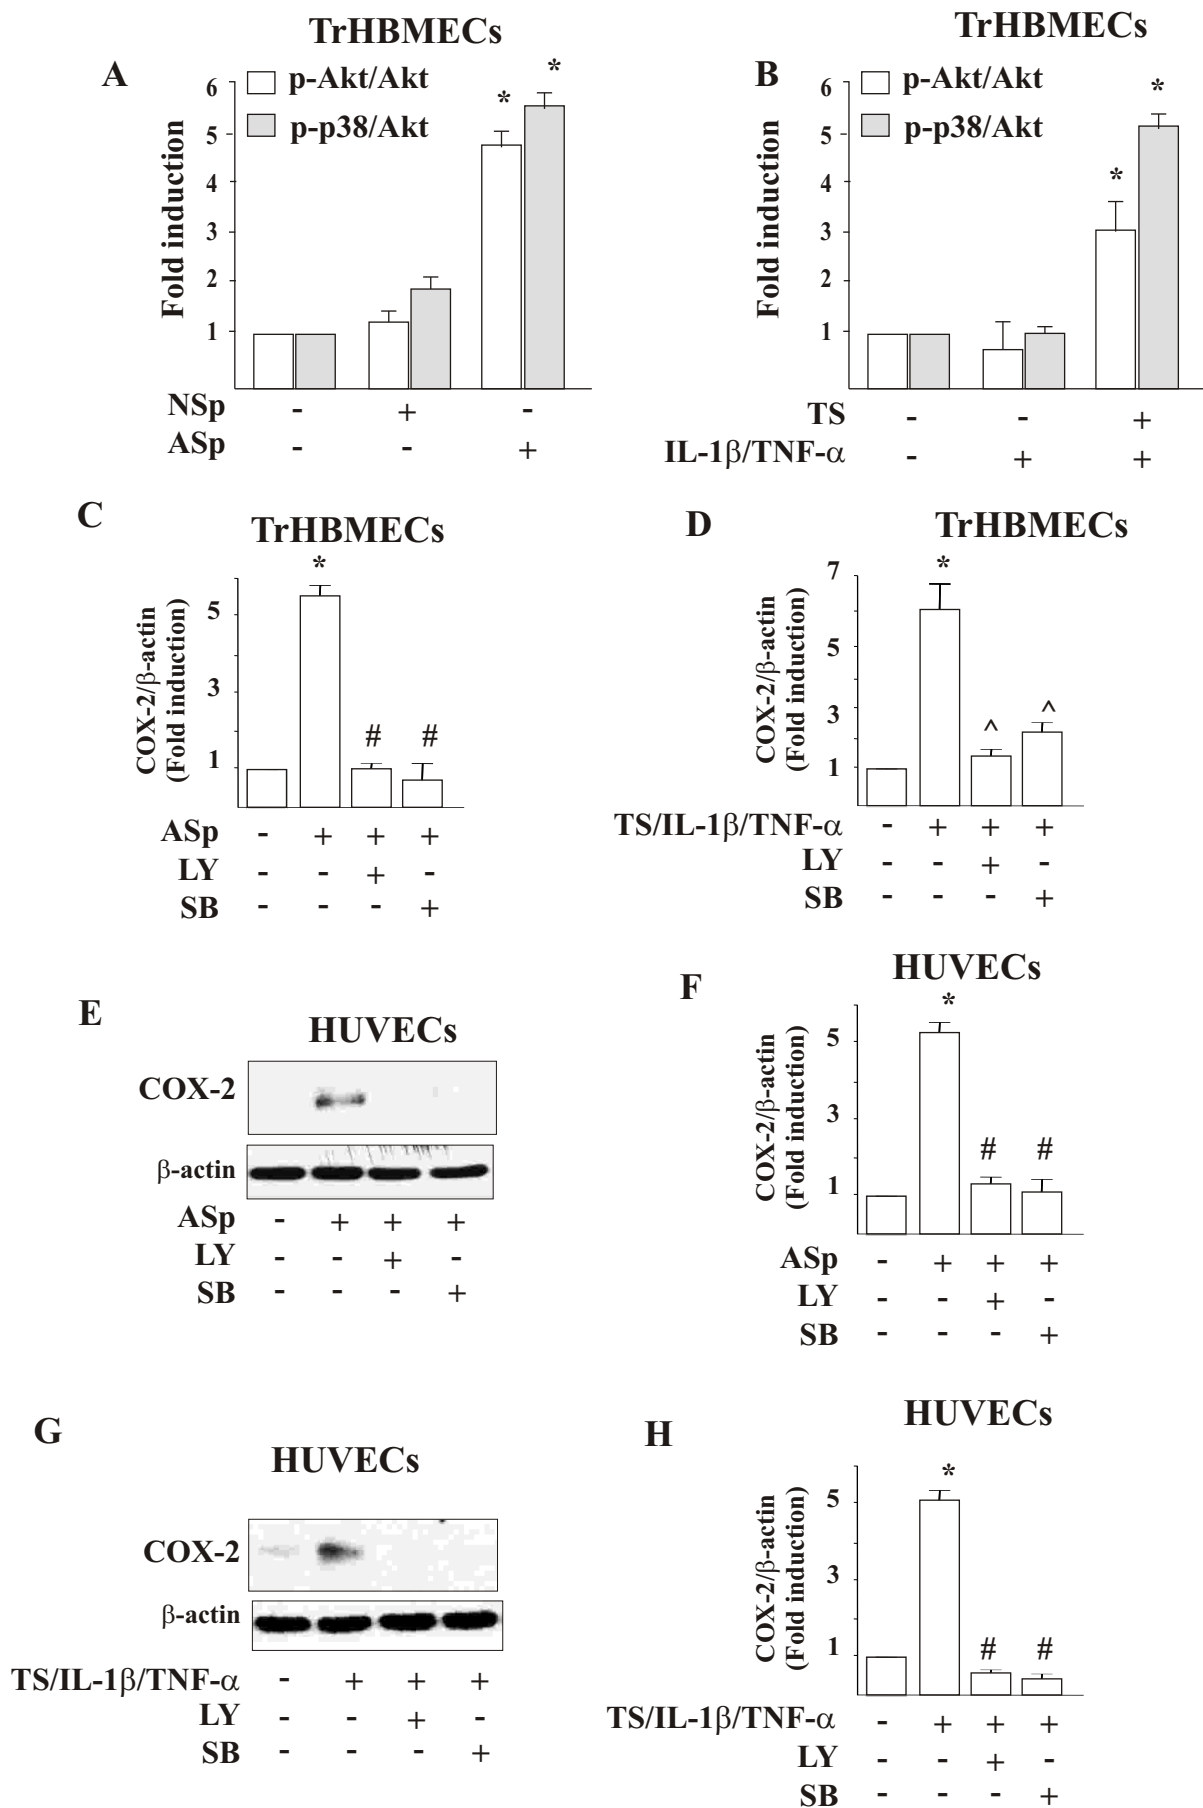 A
TrHBMECs
p-Akt/Akt
p-p38/Akt
Fold induction
6
5
4
3
2
1
*
*
NSp - + -
ASp - - +
B
TrHBMECs
p-Akt/Akt
p-p38/Akt
Fold induction
6
5
4
3
2
1
*
*
TS - - +
IL-1β/TNF-α - + +
C
TrHBMECs
COX-2/β-actin
(Fold induction)
5
3
1
*
# #
ASp - + + +
LY - - + -
SB - - - +
D
TrHBMECs
COX-2/β-actin
(Fold induction)
7
5
3
1
*
^ ^
TS/IL-1β/TNF-α - + + +
LY - - + -
SB - - - +
E
HUVECs
COX-2
β-actin
ASp - + + +
LY - - + -
SB - - - +
F
HUVECs
COX-2/β-actin
(Fold induction)
5
3
1
*
# #
ASp - + + +
LY - - + -
SB - - - +
G
HUVECs
COX-2
β-actin
TS/IL-1β/TNF-α - + + +
LY - - + -
SB - - - +
H
HUVECs
COX-2/β-actin
(Fold induction)
5
3
1
*
# #
TS/IL-1β/TNF-α - + + +
LY - - + -
SB - - - +